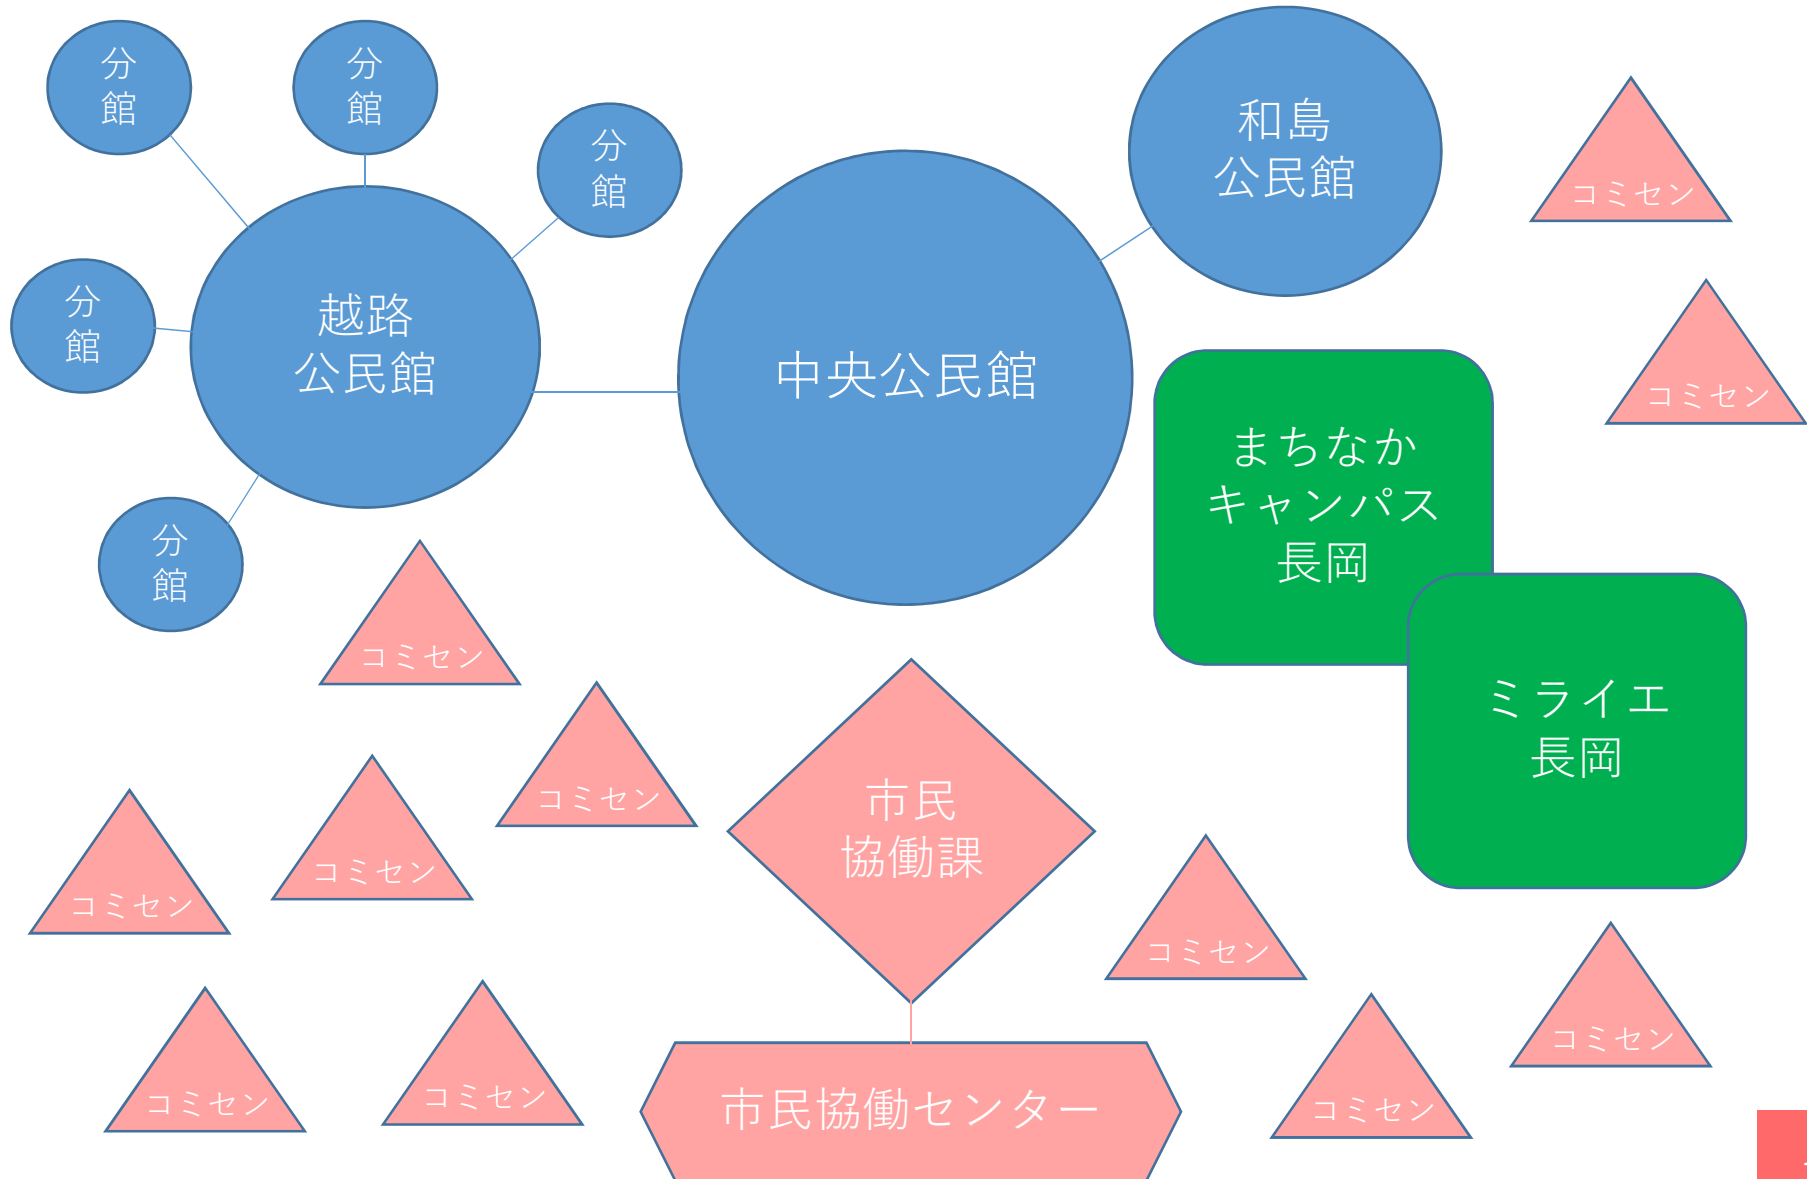 分
館
分
館
分
館
和島
公民館
コミセン
分
館
越路
公民館
中央公民館
コミセン
まちなか
キャンパス
長岡
分
館
コミセン
ミライエ
長岡
コミセン
市民
協働課
コミセン
コミセン
コミセン
コミセン
コミセン
コミセン
市民協働センター
コミセン
コミセン